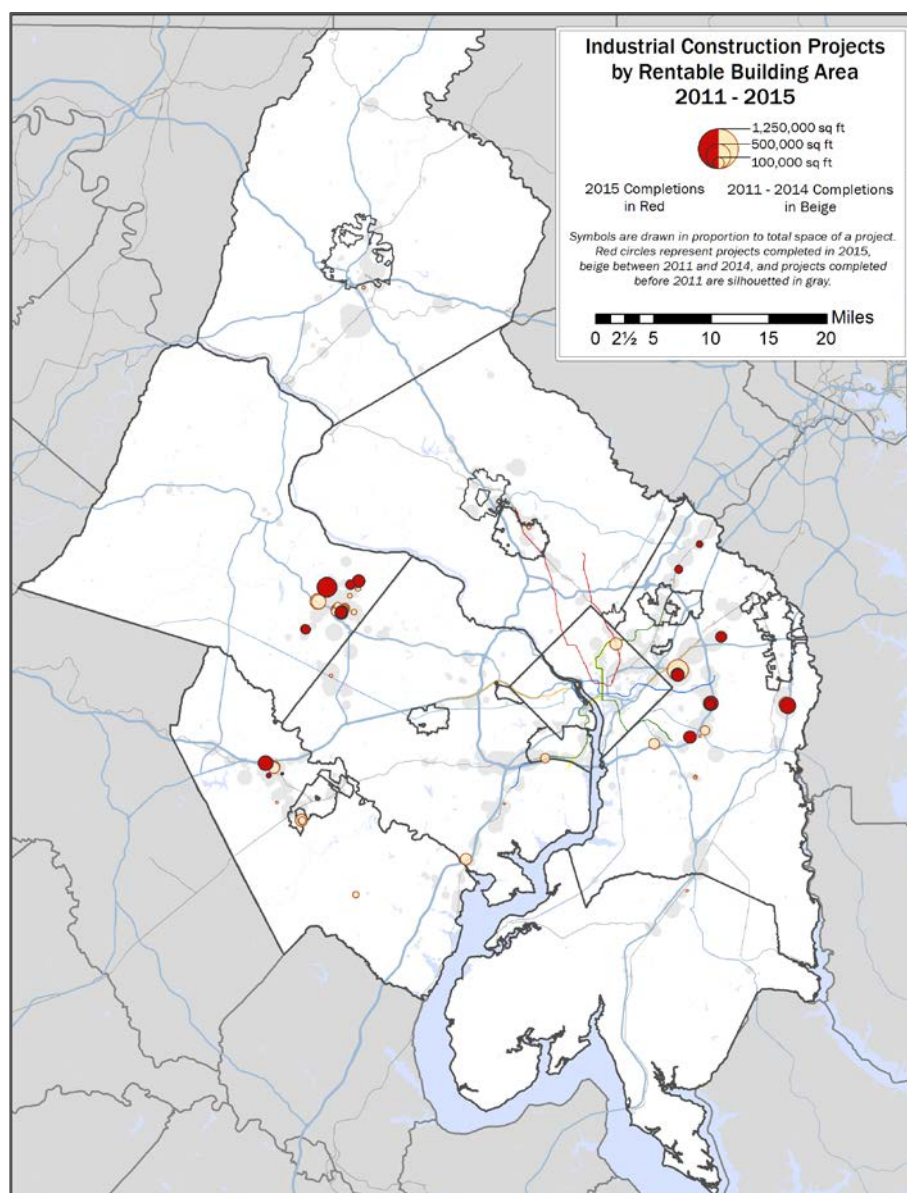 Industrial Construction Projects
by Rentable Building Area
2011 - 2015
1,250,000 sq ft
500,000 sq ft
100,000 sq ft
2015 Completions
in Red
2011 - 2014 Completions
in Beige
Symbols are drawn in proportion to total space of a project.
Red circles represent projects completed in 2015,
beige between 2011 and 2014, and projects completed
before 2011 are silhouetted in gray.
Miles
0 2½ 5 10 15 20